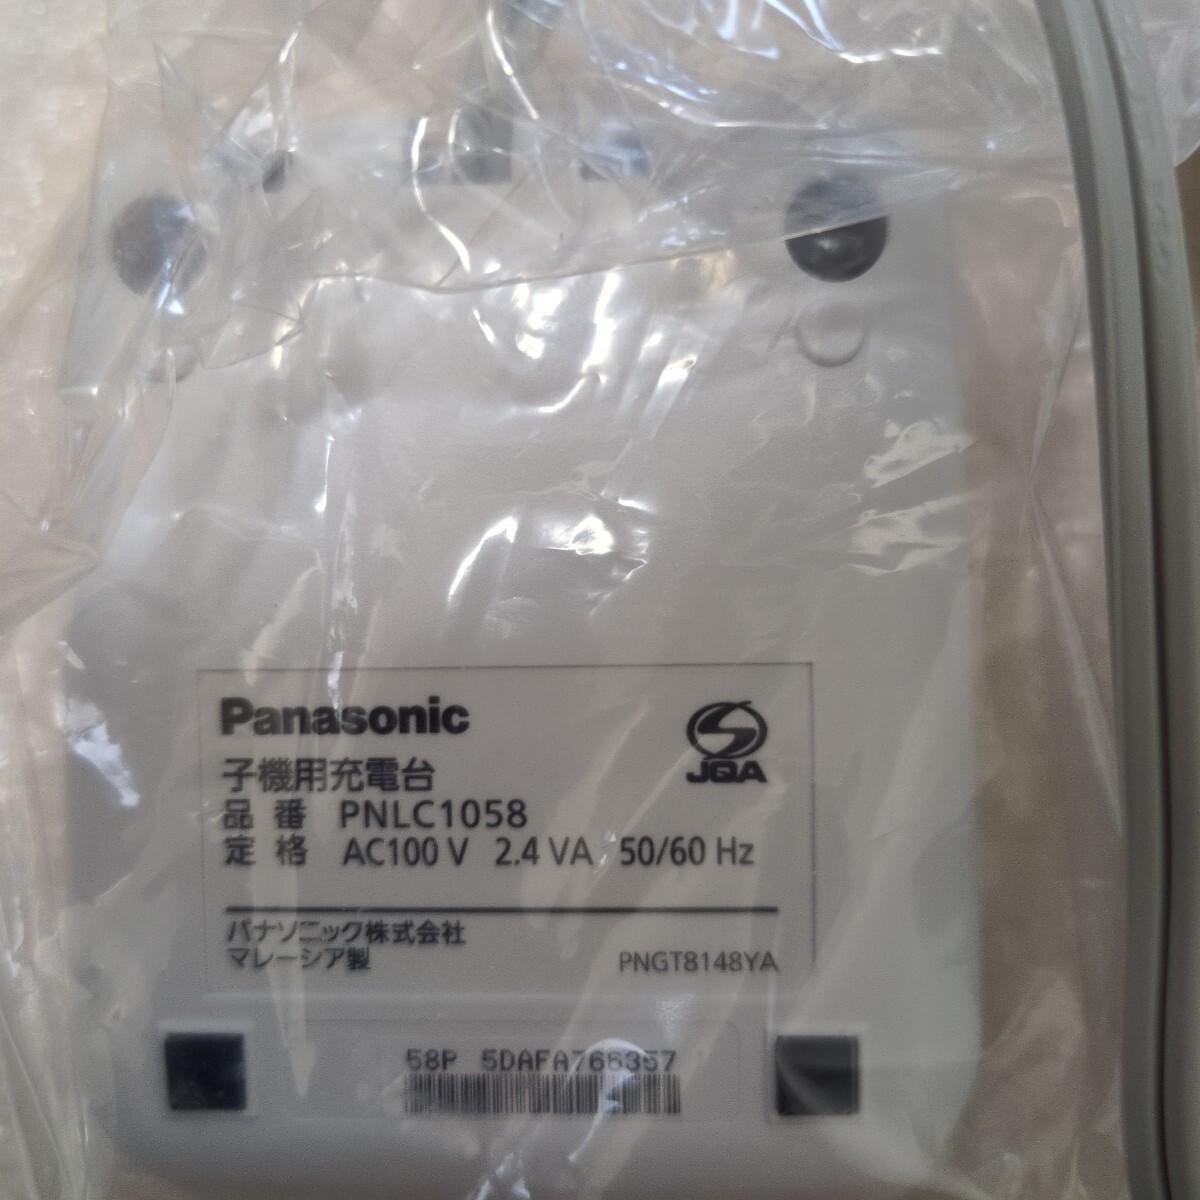 Panasonic
JQA
子機用充電台
品番 PNLC1058
定格 AC100 V 2.4 VA 50/60 Hz
パナソニック株式会社
マレーシア製
PNGT8148YA
58P 5DAFA766357